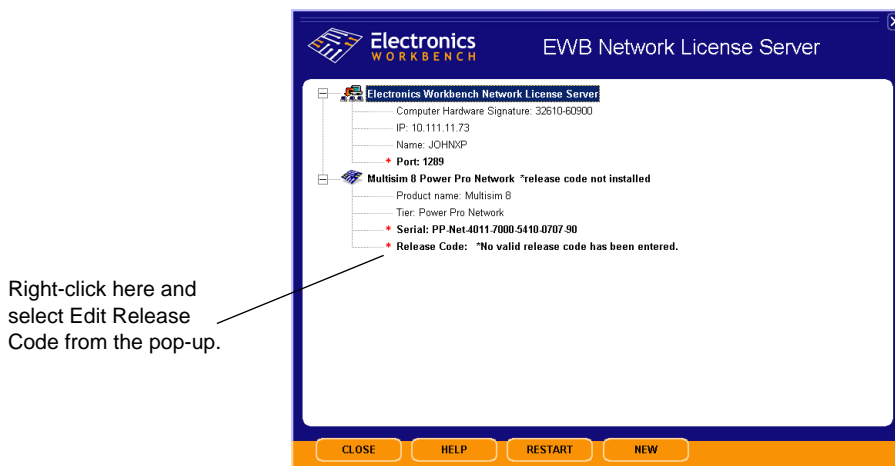 Electronics
WORKBENCH
EWB Network License Server
Electronics Workbench Network License Server
Computer Hardware Signature: 32610-60900
IP: 10.111.11.73
Name: JOHNXP
* Port: 1289
Multisim 8 Power Pro Network *release code not installed
Product name: Multisim 8
Tier: Power Pro Network
* Serial: PP-Net-4011-7000-5410-0707-90
* Release Code: *No valid release code has been entered.
Right-click here and
select Edit Release
Code from the pop-up.
CLOSE HELP RESTART NEW